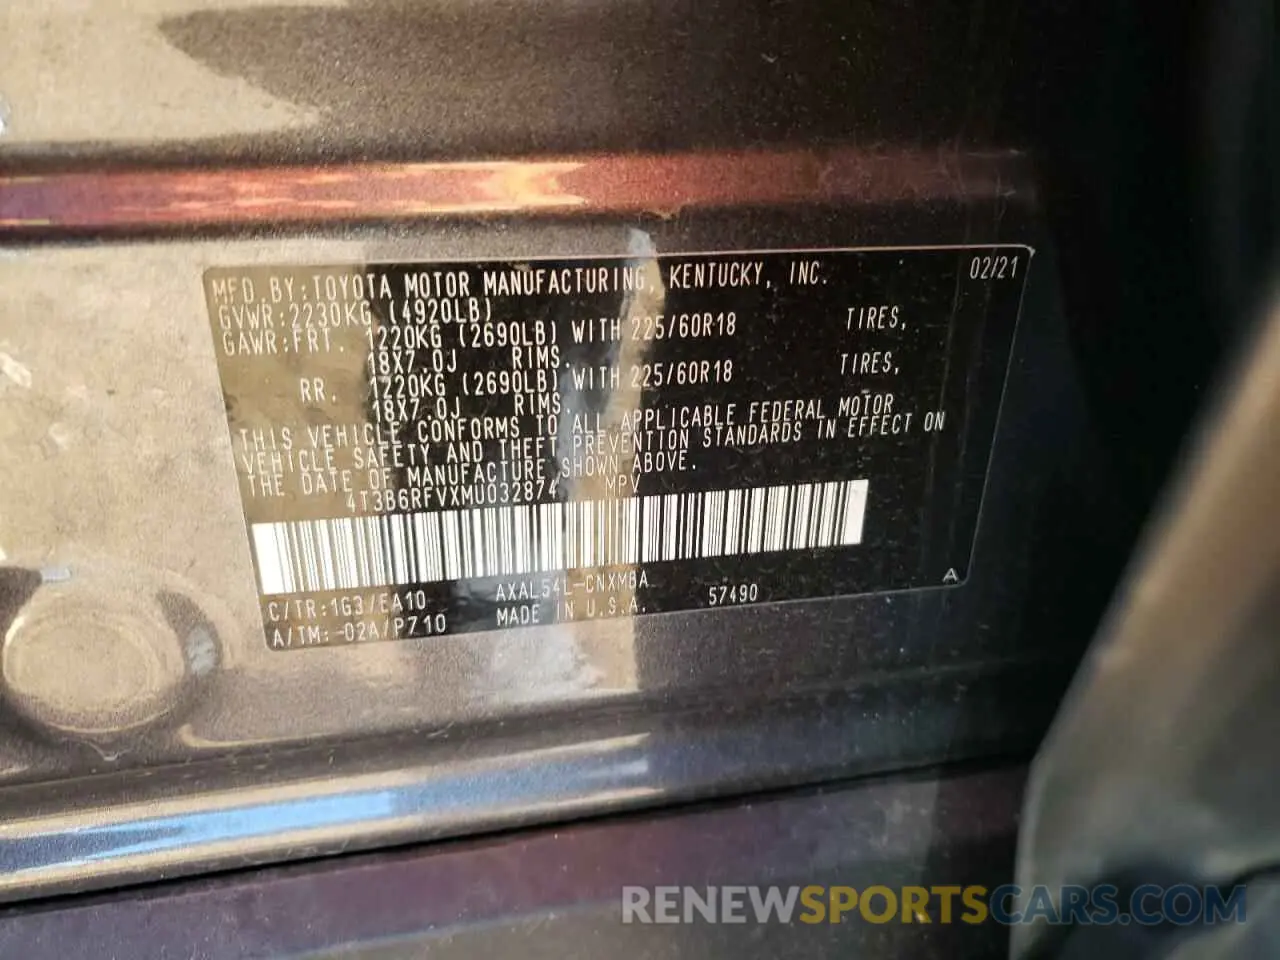 MFD.BY:TOYOTA MOTOR MANUFACTURING, KENTUCKY, INC. 02/21
GVWR:2230KG (4920LB)
GAWR:FRT. 1220KG (2690LB) WITH 225/60R18 TIRES,
18X7.0J RIMS.
RR. 1220KG (2690LB) WITH 225/60R18 TIRES,
18X7.0J RIMS.
THIS VEHICLE CONFORMS TO ALL APPLICABLE FEDERAL MOTOR
VEHICLE SAFETY AND THEFT PREVENTION STANDARDS IN EFFECT ON
THE DATE OF MANUFACTURE SHOWN ABOVE.
4T3B6RFVXMU032874 MPV
C/TR:1G3/EA10 AXAL54L-CNXMBA 57490 A
A/TM:-02A/P710 MADE IN U.S.A.
RENEWSPORTSCARS.COM